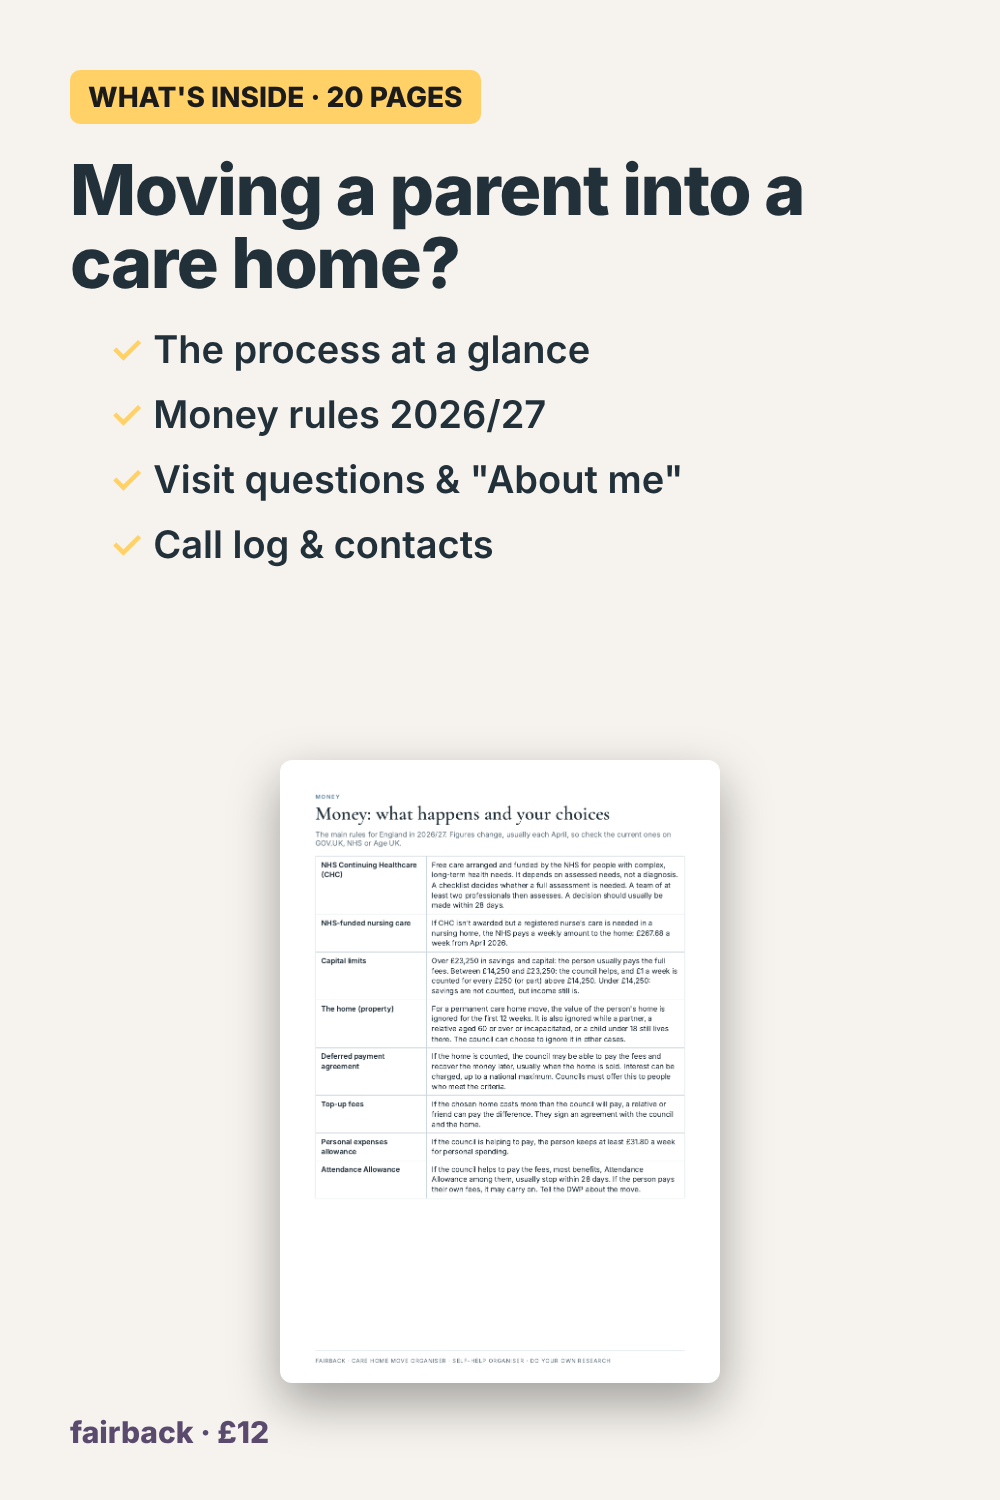 WHAT'S INSIDE · 20 PAGES
Moving a parent into a
care home?
✓ The process at a glance
✓ Money rules 2026/27
✓ Visit questions & "About me"
✓ Call log & contacts
MONEY
Money: what happens and your choices
The main rules for England in 2026/27. Figures change, usually each April, so check the current ones on
GOV.UK, NHS or Age UK.
NHS Continuing Healthcare
(CHC)
Free care arranged and funded by the NHS for people with complex,
long-term health needs. It depends on assessed needs, not a diagnosis.
A checklist decides whether a full assessment is needed. A team of at
least two professionals then assesses. A decision should usually be
made within 28 days.
NHS-funded nursing care
If CHC isn't awarded but a registered nurse's care is needed in a
nursing home, the NHS pays a weekly amount to the home: £267.68 a
week from April 2026.
Capital limits
Over £23,250 in savings and capital: the person usually pays the full
fees. Between £14,250 and £23,250: the council helps, and £1 a week is
counted for every £250 (or part) above £14,250. Under £14,250:
savings are not counted, but income still is.
The home (property)
For a permanent care home move, the value of the person's home is
ignored for the first 12 weeks. It is also ignored while a partner, a
relative aged 60 or over or incapacitated, or a child under 18 still lives
there. The council can choose to ignore it in other cases.
Deferred payment
agreement
If the home is counted, the council may be able to pay the fees and
recover the money later, usually when the home is sold. Interest can be
charged, up to a national maximum. Councils must offer this to people
who meet the criteria.
Top-up fees
If the chosen home costs more than the council will pay, a relative or
friend can pay the difference. They sign an agreement with the council
and the home.
Personal expenses
allowance
If the council is helping to pay, the person keeps at least £31.80 a week
for personal spending.
Attendance Allowance
If the council helps to pay the fees, most benefits, Attendance
Allowance among them, usually stop within 28 days. If the person pays
their own fees, it may carry on. Tell the DWP about the move.
FAIRBACK · CARE HOME MOVE ORGANISER · SELF-HELP ORGANISER · DO YOUR OWN RESEARCH
fairback · £12